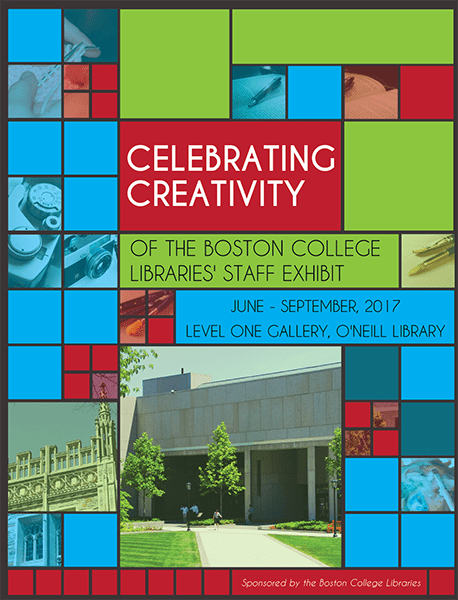 CELEBRATING
CREATIVITY
OF THE BOSTON COLLEGE
LIBRARIES' STAFF EXHIBIT
JUNE - SEPTEMBER, 2017
LEVEL ONE GALLERY, O'NEILL LIBRARY
Sponsored by the Boston College Libraries